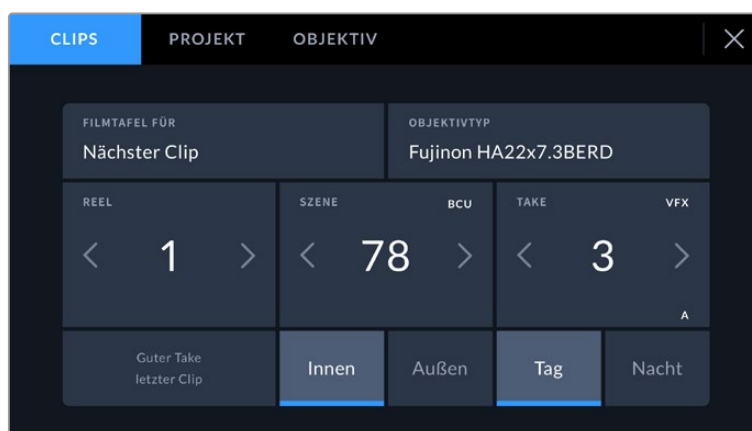 CLIPS PROJEKT OBJEKTIV
FILMTAFEL FÜR OBJEKTIVTYP
Nächster Clip Fujinon HA22x7.3BERD
REEL SZENE BCU TAKE VFX
1 78 3
A
Guter Take
letzter Clip
Innen Außen Tag Nacht